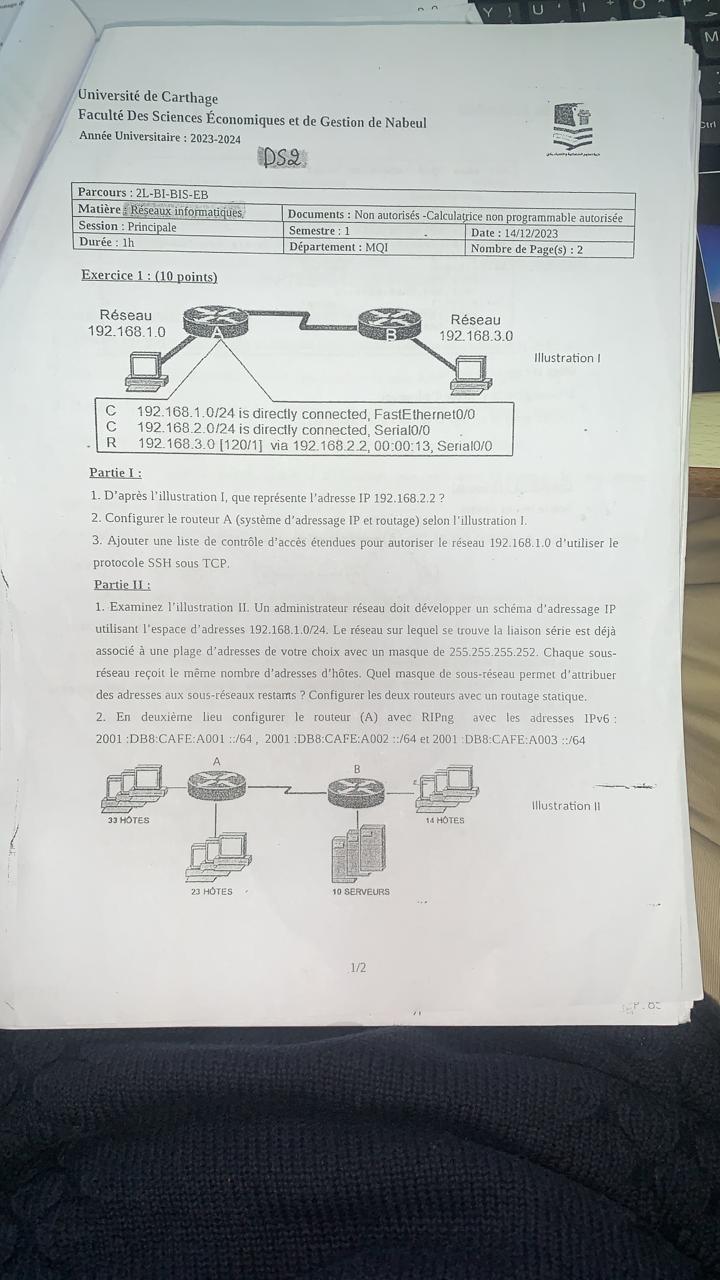 Université de Carthage
Faculté Des Sciences Économiques et de Gestion de Nabeul
Année Universitaire : 2023-2024
DS2
Parcours : 2L-BI-BIS-EB
Matière : Réseaux informatiques
Documents : Non autorisés -Calculatrice non programmable autorisée
Session : Principale
Semestre : 1
Date : 14/12/2023
Durée : 1h
Département : MQI
Nombre de Page(s) : 2
Exercice 1 : (10 points)
Réseau
192.168.1.0
A
B
Réseau
192.168.3.0
Illustration I
C 192.168.1.0/24 is directly connected, FastEthernet0/0
C 192.168.2.0/24 is directly connected, Serial0/0
R 192.168.3.0 [120/1] via 192.168.2.2, 00:00:13, Serial0/0
Partie I :
1. D'après l'illustration I, que représente l'adresse IP 192.168.2.2 ?
2. Configurer le routeur A (système d'adressage IP et routage) selon l'illustration I.
3. Ajouter une liste de contrôle d'accès étendues pour autoriser le réseau 192.168.1.0 d'utiliser le
protocole SSH sous TCP.
Partie II :
1. Examinez l'illustration II. Un administrateur réseau doit développer un schéma d'adressage IP
utilisant l'espace d'adresses 192.168.1.0/24. Le réseau sur lequel se trouve la liaison série est déjà
associé à une plage d'adresses de votre choix avec un masque de 255.255.255.252. Chaque sous-
réseau reçoit le même nombre d'adresses d'hôtes. Quel masque de sous-réseau permet d'attribuer
des adresses aux sous-réseaux restants ? Configurer les deux routeurs avec un routage statique.
2. En deuxième lieu configurer le routeur (A) avec RIPng avec les adresses IPv6 :
2001 :DB8:CAFE:A001 ::/64 , 2001 :DB8:CAFE:A002 ::/64 et 2001 :DB8:CAFE:A003 ::/64
A
B
33 HÔTES
14 HÔTES
Illustration II
23 HÔTES
10 SERVEURS
1/2
Y
U
I
O
M
Ctrl